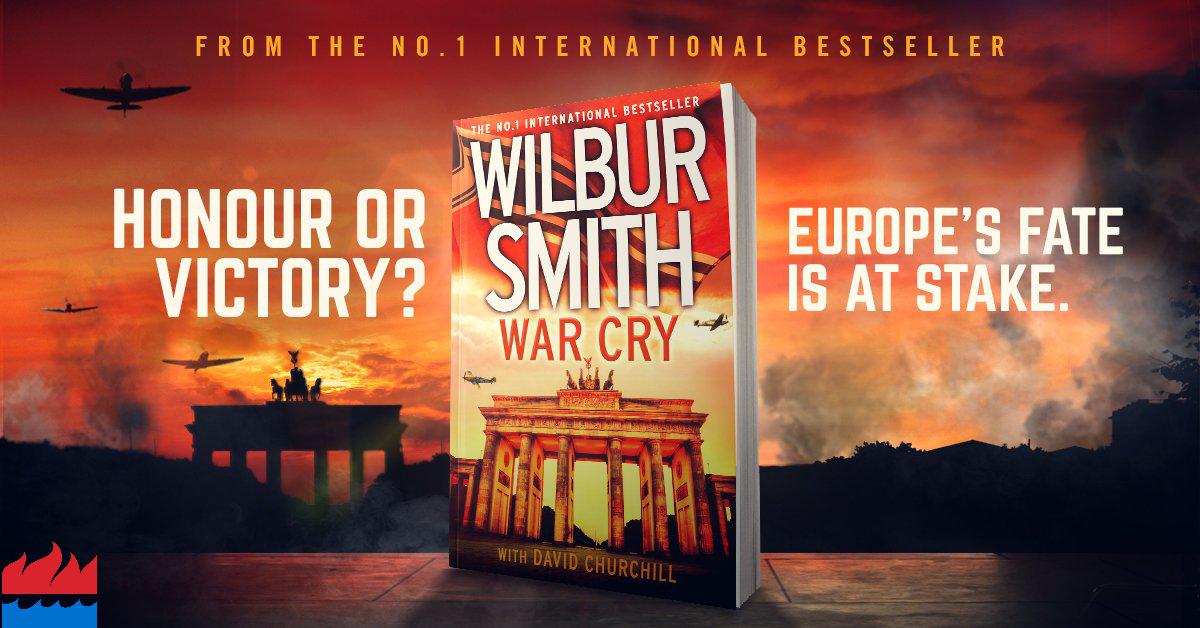 FROM THE NO.1 INTERNATIONAL BESTSELLER
HONOUR OR
VICTORY?
THE NO.1 INTERNATIONAL BESTSELLER
WILBUR
SMITH
WAR CRY
WITH DAVID CHURCHILL
EUROPE'S FATE
IS AT STAKE.